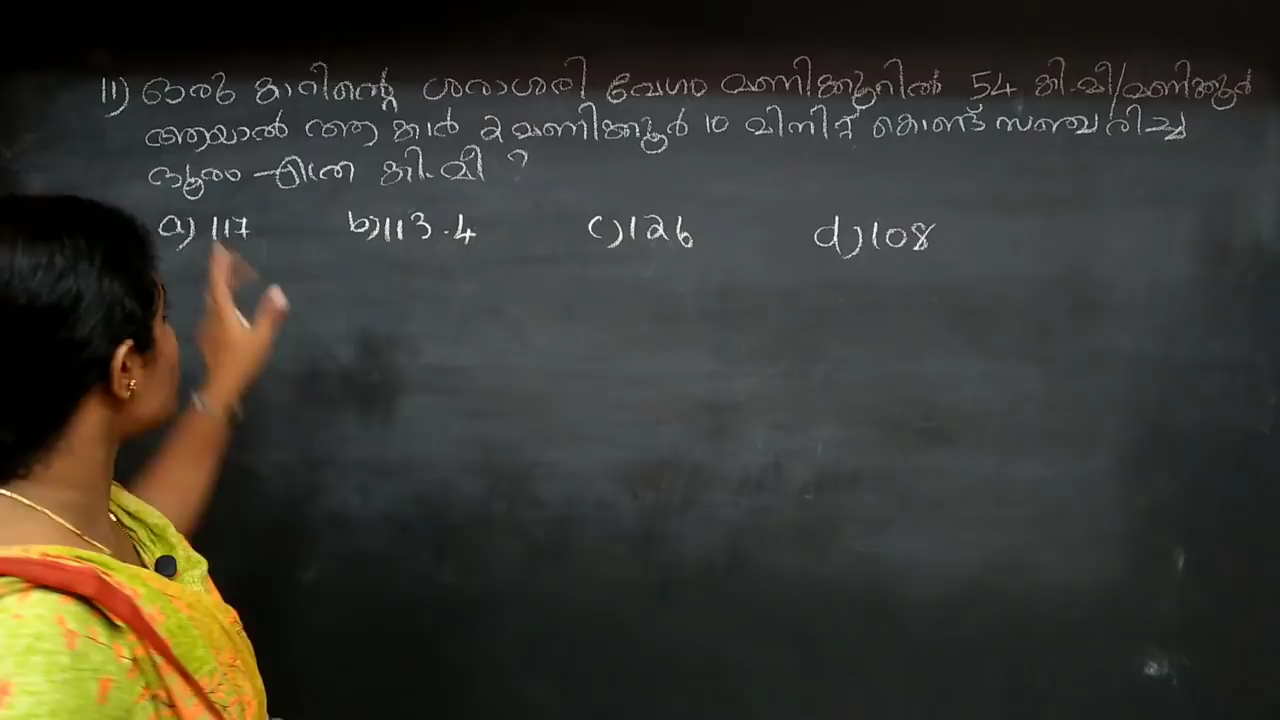 11) ഒരു കാറിന്റെ ശരാശരി വേഗം മണിക്കൂറിൽ 54 കി.മീ/മണിക്കൂർ
ആയാൽ ആ കാർ 2 മണിക്കൂർ 10 മിനിറ്റ് കൊണ്ട് സഞ്ചരിച്ച
ദൂരം എത്ര കി.മീ ?
a) 117 b) 113.4 c) 126 d) 108